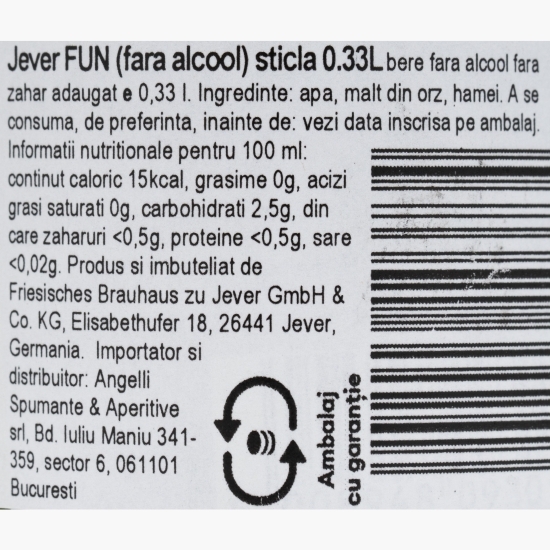 Jever FUN (fara alcool) sticla 0.33L bere fara alcool fara
zahar adaugat e 0,33 l. Ingredinte: apa, malt din orz, hamei. A se
consuma, de preferinta, inainte de: vezi data inscrisa pe ambalaj.
Informatii nutritionale pentru 100 ml:
continut caloric 15kcal, grasime 0g, acizi
grasi saturati 0g, carbohidrati 2,5g, din
care zaharuri <0,5g, proteine <0,5g, sare
<0,02g. Produs si imbuteliat de
Friesisches Brauhaus zu Jever GmbH &
Co. KG, Elisabethufer 18, 26441 Jever,
Germania. Importator si
distribuitor: Angelli
Spumante & Aperitive
srl, Bd. Iuliu Maniu 341-
359, sector 6, 061101
Bucuresti
Ambalaj
cu garanție